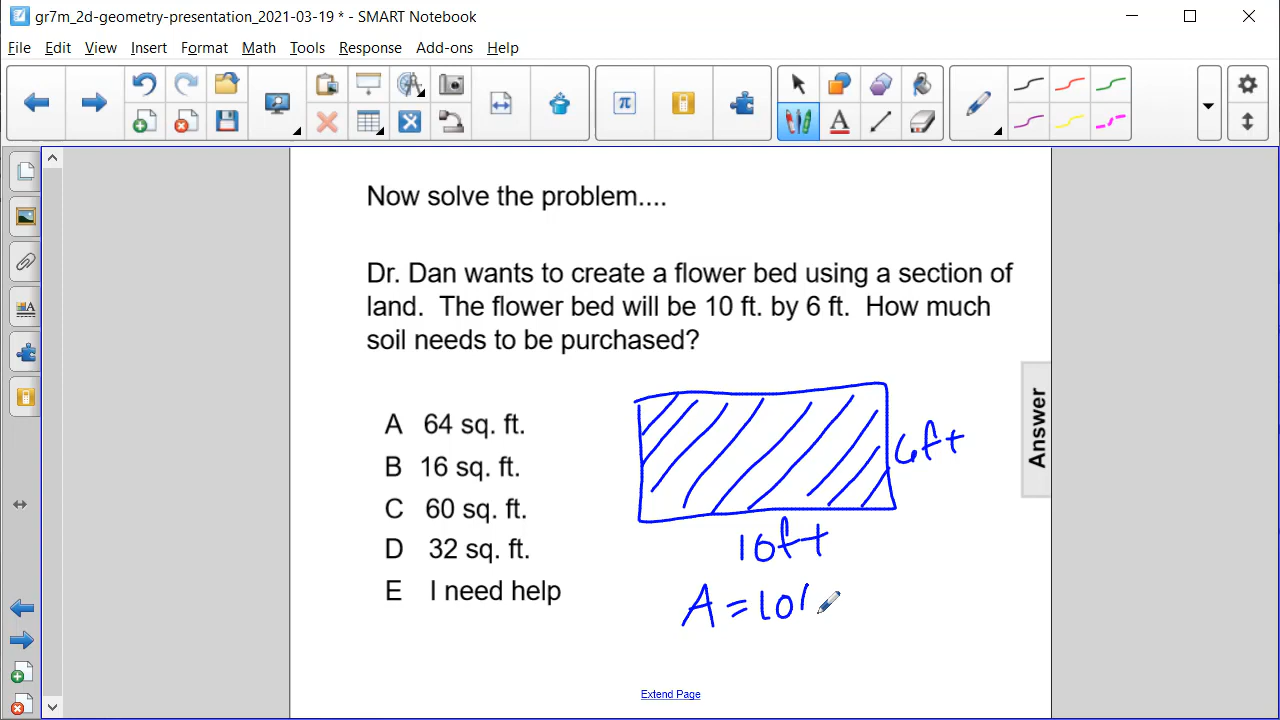 gr7m_2d-geometry-presentation_2021-03-19 * - SMART Notebook
File Edit View Insert Format Math Tools Response Add-ons Help
Now solve the problem....
Dr. Dan wants to create a flower bed using a section of
land. The flower bed will be 10 ft. by 6 ft. How much
soil needs to be purchased?
A 64 sq. ft.
B 16 sq. ft.
C 60 sq. ft.
D 32 sq. ft.
E I need help
6ft
10ft
A = 10(
Answer
Extend Page